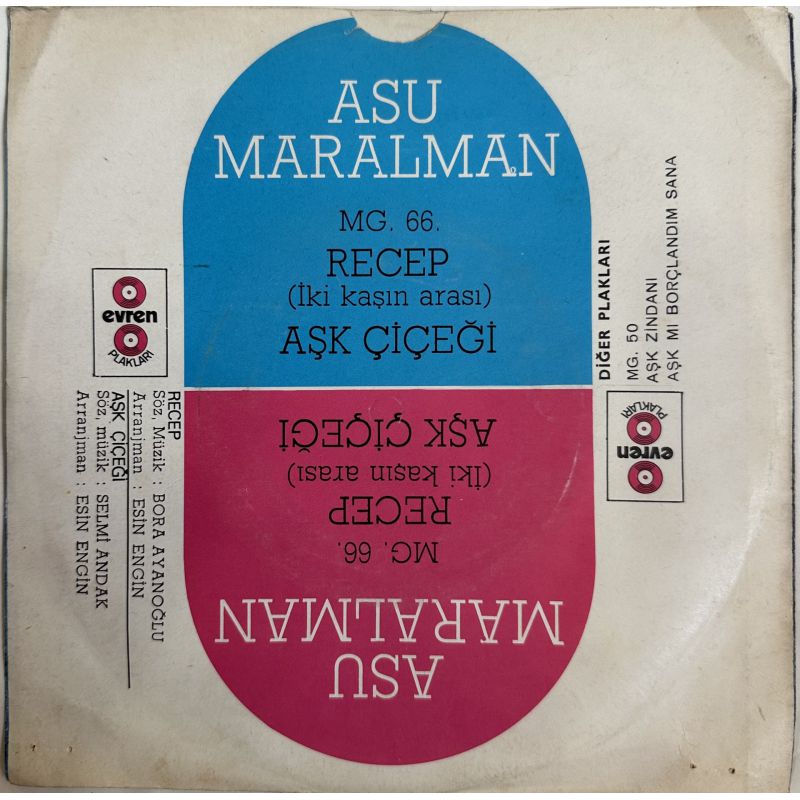 ASU
MARALMAN
MG. 66.
RECEP
(İki kaşın arası)
AŞK ÇİÇEĞİ
ASU
MARALMAN
MG. 66.
RECEP
(İki kaşın arası)
AŞK ÇİÇEĞİ
evren
PLAKLARI
RECEP
Söz, Müzik : BORA AYANOĞLU
Arranjman : ESİN ENGİN
AŞK ÇİÇEĞİ
Söz, müzik : SELMİ ANDAK
Arranjman : ESİN ENGİN
DİĞER PLAKLARI
MG. 50
AŞK ZINDANI
AŞK MI BORÇLANDIM SANA
evren
PLAKLARI